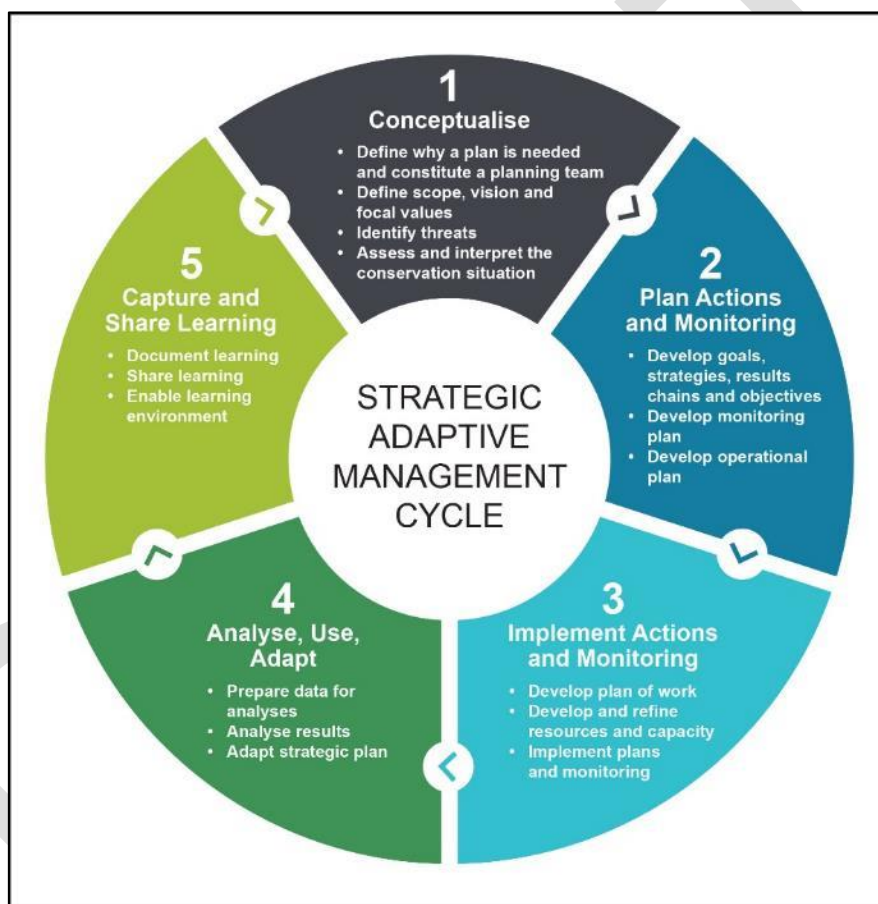 1
Conceptualise
• Define why a plan is needed
and constitute a planning team
• Define scope, vision and
focal values
• Identify threats
• Assess and interpret the
conservation situation
2
Plan Actions
and Monitoring
• Develop goals,
strategies, results
chains and objectives
• Develop monitoring
plan
• Develop operational
plan
3
Implement Actions
and Monitoring
• Develop plan of work
• Develop and refine
resources and capacity
• Implement plans
and monitoring
4
Analyse, Use,
Adapt
• Prepare data for
analyses
• Analyse results
• Adapt strategic plan
5
Capture and
Share Learning
• Document learning
• Share learning
• Enable learning
environment
STRATEGIC
ADAPTIVE
MANAGEMENT
CYCLE